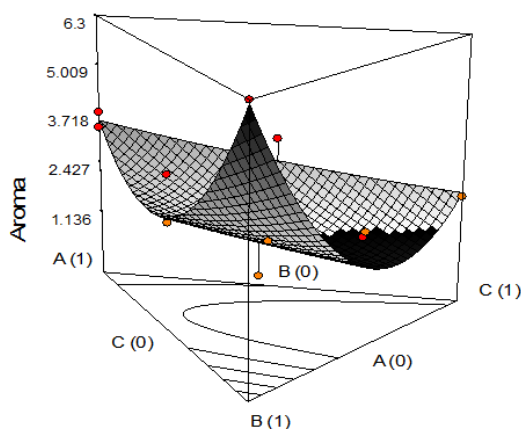 6.3
5.009
3.718
2.427
1.136
Aroma
A (1)
B (0)
C (1)
C (0)
A (0)
B (1)